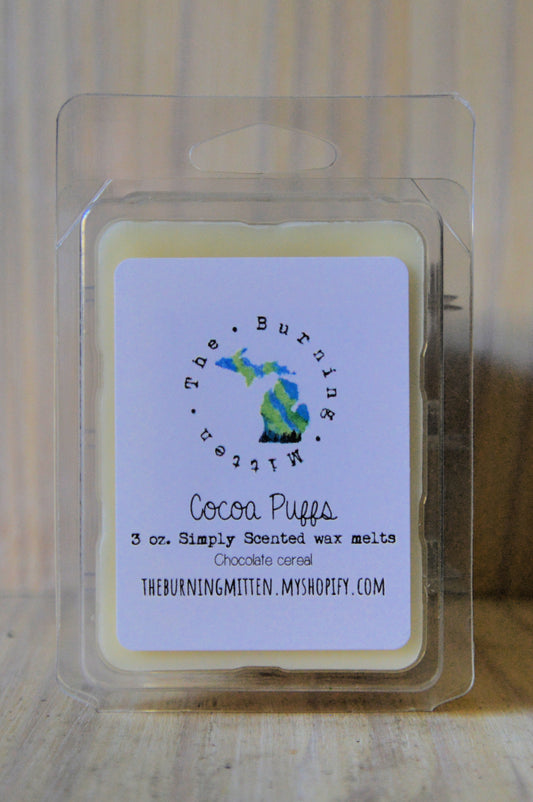 The • Burning • Mitten •
Cocoa Puffs
3 oz. Simply Scented wax melts
Chocolate cereal
THEBURNINGMITTEN.MYSHOPIFY.COM